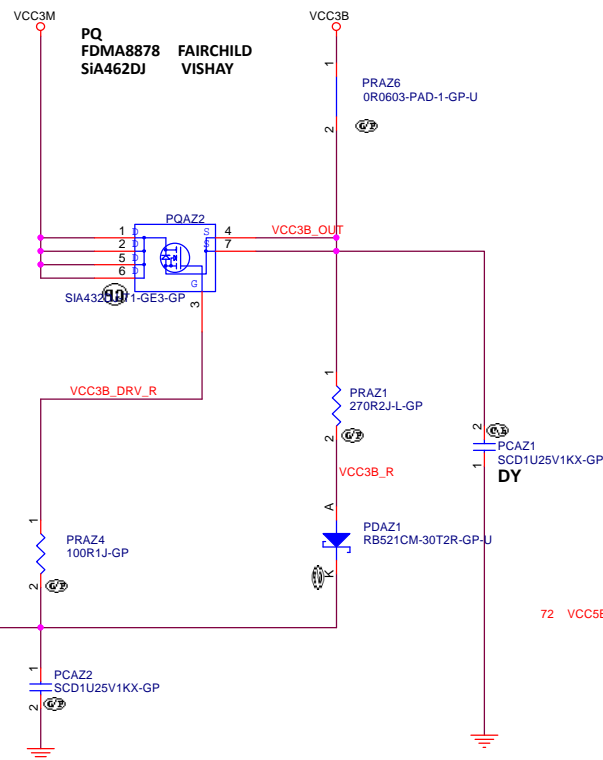 VCC3M
VCC3B
PQ
FDMA8878 FAIRCHILD
SiA462DJ VISHAY
1
PRAZ6
0R0603-PAD-1-GP-U
2
G/P
PQAZ2
1 D S 4
VCC3B_OUT
2 D S 7
5 D
6 D
G
3
VCC3B_DRV_R
1
PRAZ1
270R2J-L-GP
2
G/P
2
PCAZ1
SCD1U25V1KX-GP
1
DY
VCC3B_R
1
PRAZ4
100R1J-GP
2
G/P
A
PDAZ1
RB521CM-30T2R-GP-U
K
72 VCC5B
1
PCAZ2
SCD1U25V1KX-GP
2
G/P